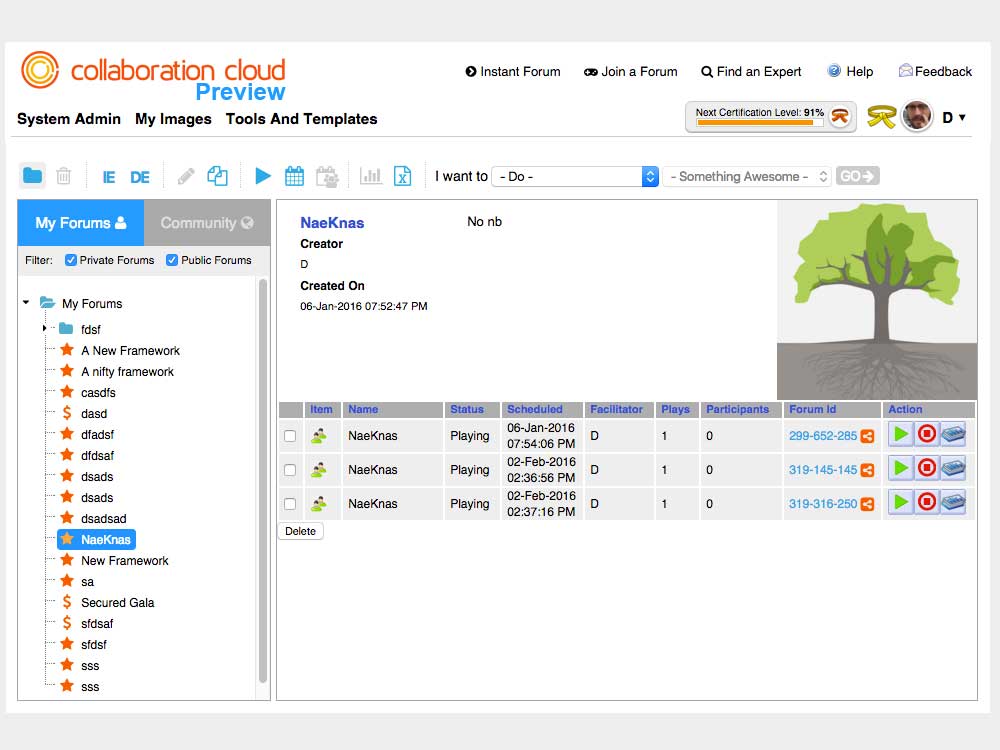 collaboration cloud
Preview
Instant Forum Join a Forum Find an Expert Help Feedback
System Admin My Images Tools And Templates
Next Certification Level: 91%
D ▼
IE DE
I want to - Do - - Something Awesome - GO
My Forums Community
Filter: Private Forums Public Forums
My Forums
fdsf
A New Framework
A nifty framework
casdfs
dasd
dfadsf
dfdsaf
dsads
dsads
dsadsad
NaeKnas
New Framework
sa
Secured Gala
sfdsaf
sfdsf
sss
sss
NaeKnas No nb
Creator
D
Created On
06-Jan-2016 07:52:47 PM
Item Name Status Scheduled Facilitator Plays Participants Forum Id Action
NaeKnas Playing 06-Jan-2016 07:54:06 PM D 1 0 299-652-285
NaeKnas Playing 02-Feb-2016 02:36:56 PM D 1 0 319-145-145
NaeKnas Playing 02-Feb-2016 02:37:16 PM D 1 0 319-316-250
Delete